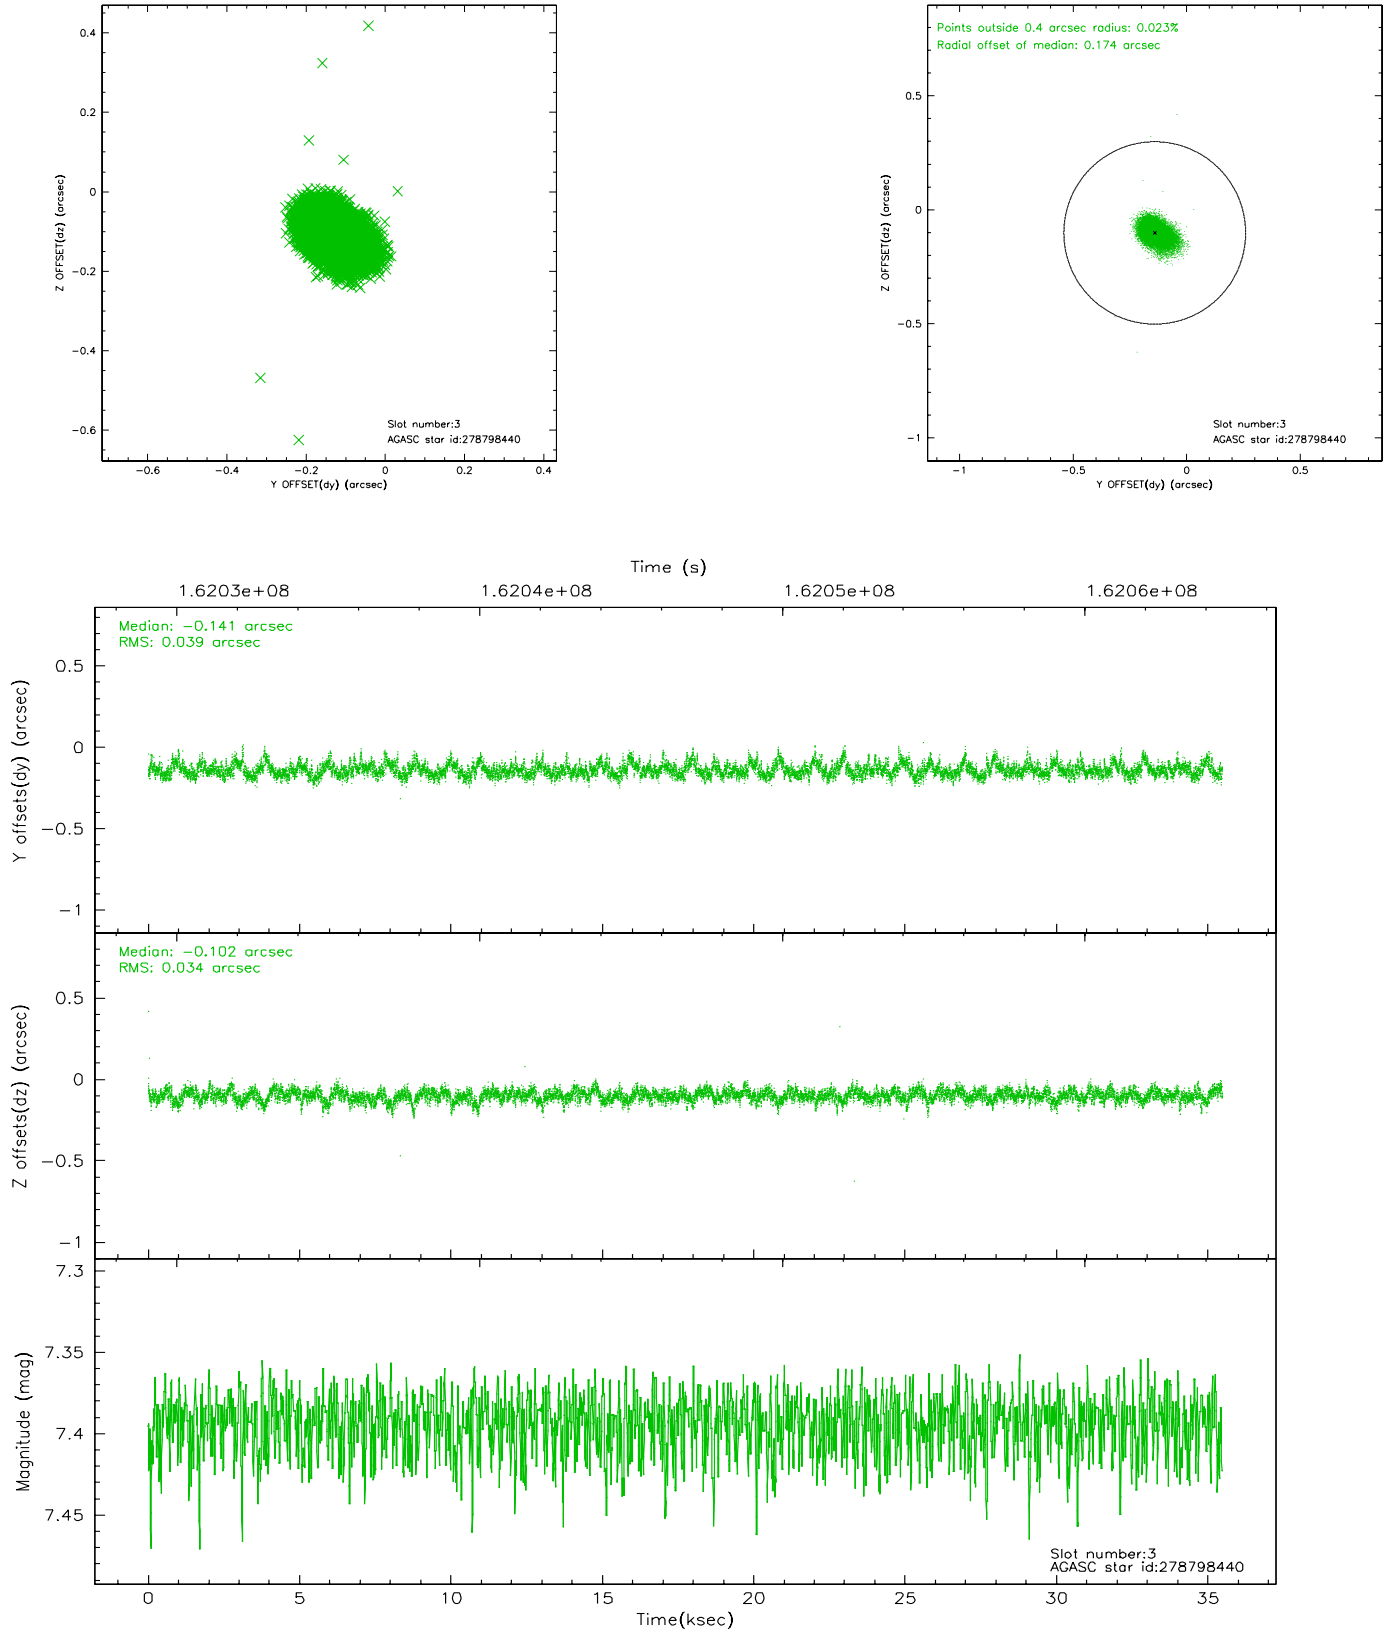 0.4
0.2
0
-0.2
-0.4
-0.6
Z OFFSET(dz) (arcsec)
-0.6 -0.4 -0.2 0 0.2 0.4
Y OFFSET(dy) (arcsec)
Slot number:3
AGASC star id:278798440
Points outside 0.4 arcsec radius: 0.023%
Radial offset of median: 0.174 arcsec
0.5
0
-0.5
-1
Z OFFSET(dz) (arcsec)
-1 -0.5 0 0.5
Y OFFSET(dy) (arcsec)
Slot number:3
AGASC star id:278798440
Time (s)
1.6203e+08 1.6204e+08 1.6205e+08 1.6206e+08
Median: -0.141 arcsec
RMS: 0.039 arcsec
0.5
0
-0.5
-1
Y offsets(dy) (arcsec)
Median: -0.102 arcsec
RMS: 0.034 arcsec
0.5
0
-0.5
-1
Z offsets(dz) (arcsec)
7.3
7.35
7.4
7.45
Magnitude (mag)
Slot number:3
AGASC star id:278798440
0 5 10 15 20 25 30 35
Time(ksec)